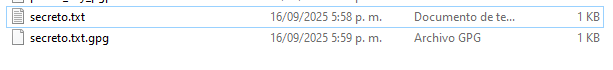 secreto.txt 16/09/2025 5:58 p. m. Documento de te... 1 KB
secreto.txt.gpg 16/09/2025 5:59 p. m. Archivo GPG 1 KB